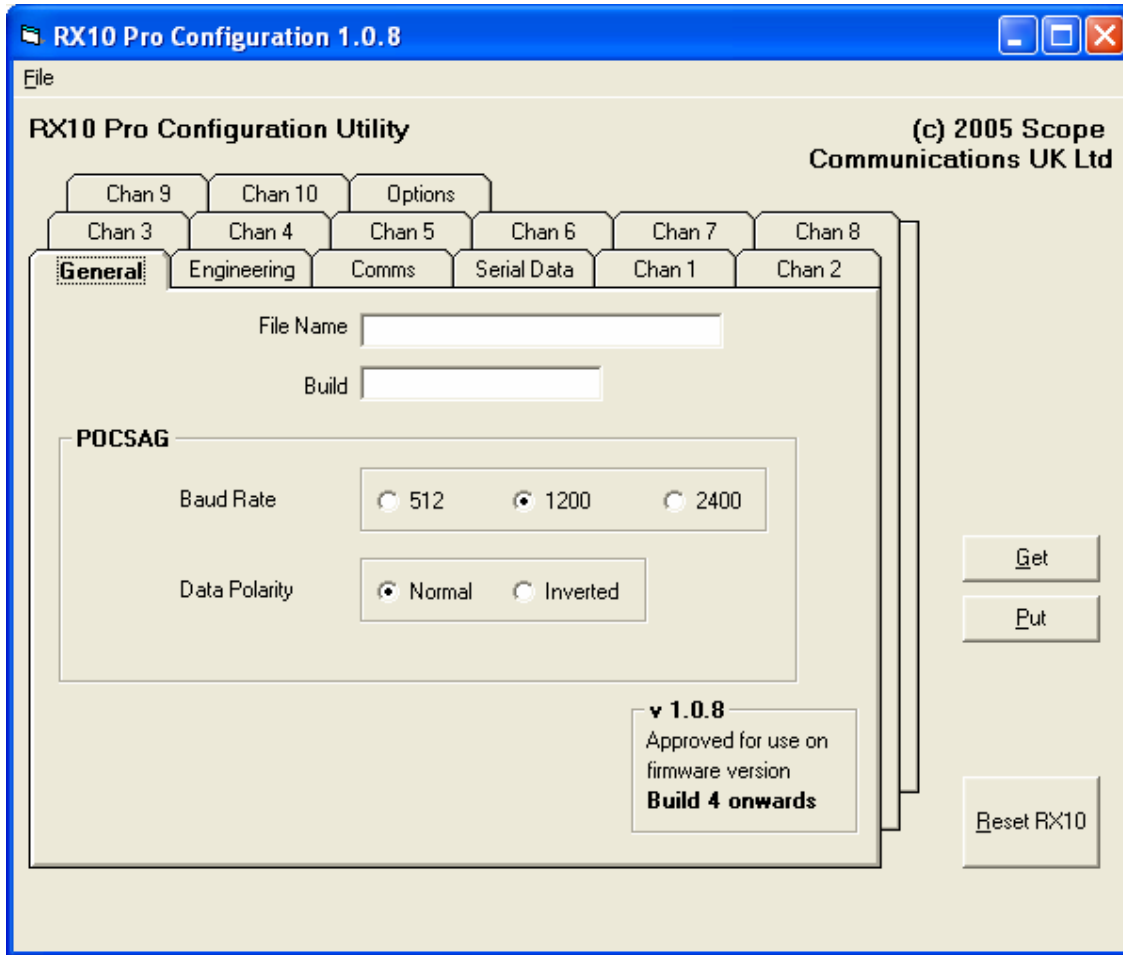 RX10 Pro Configuration 1.0.8
File
RX10 Pro Configuration Utility
(c) 2005 Scope
Communications UK Ltd
Chan 9 Chan 10 Options
Chan 3 Chan 4 Chan 5 Chan 6 Chan 7 Chan 8
General Engineering Comms Serial Data Chan 1 Chan 2
File Name
Build
POCSAG
Baud Rate 512 1200 2400
Data Polarity Normal Inverted
Get
Put
v 1.0.8
Approved for use on
firmware version
Build 4 onwards
Reset RX10